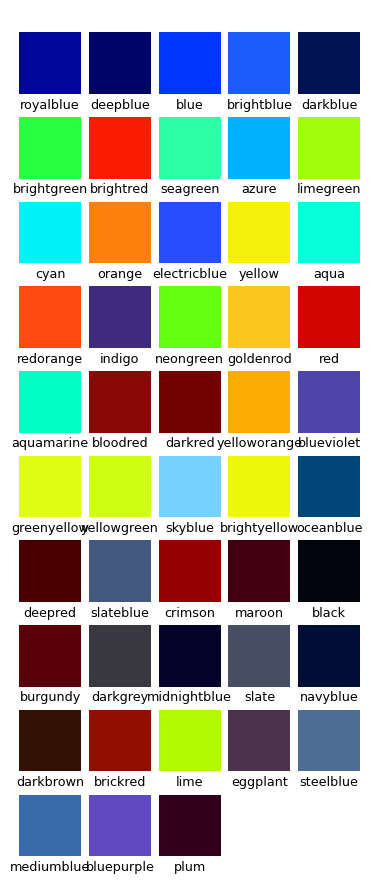 royalblue deepblue blue brightblue darkblue
brightgreen brightred seagreen azure limegreen
cyan orange electricblue yellow aqua
redorange indigo neongreen goldenrod red
aquamarine bloodred darkred yelloworange blueviolet
greenyellow yellowgreen skyblue brightyellow oceanblue
deepred slateblue crimson maroon black
burgundy darkgrey midnightblue slate navyblue
darkbrown brickred lime eggplant steelblue
mediumblue bluepurple plum